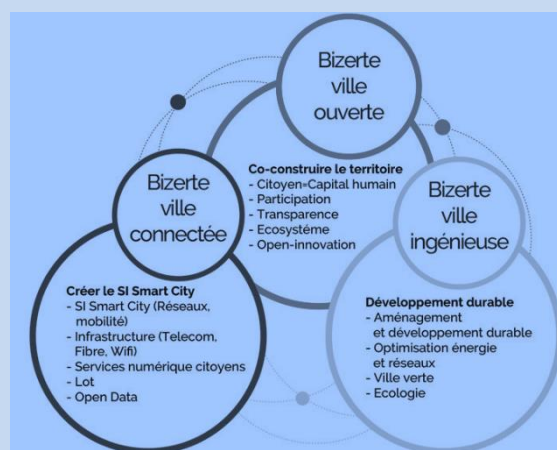 Bizerte
ville
ouverte
Co-construire le territoire
- Citoyen=Capital humain
- Participation
- Transparence
- Ecosystéme
- Open-innovation
Bizerte
ville
connectée
Créer le SI Smart City
- SI Smart City (Réseaux,
mobilité)
- Infrastructure (Telecom,
Fibre, Wifi)
- Services numérique citoyens
- Lot
- Open Data
Bizerte
ville
ingénieuse
Développement durable
- Aménagement
et développement durable
- Optimisation énergie
et réseaux
- Ville verte
- Ecologie